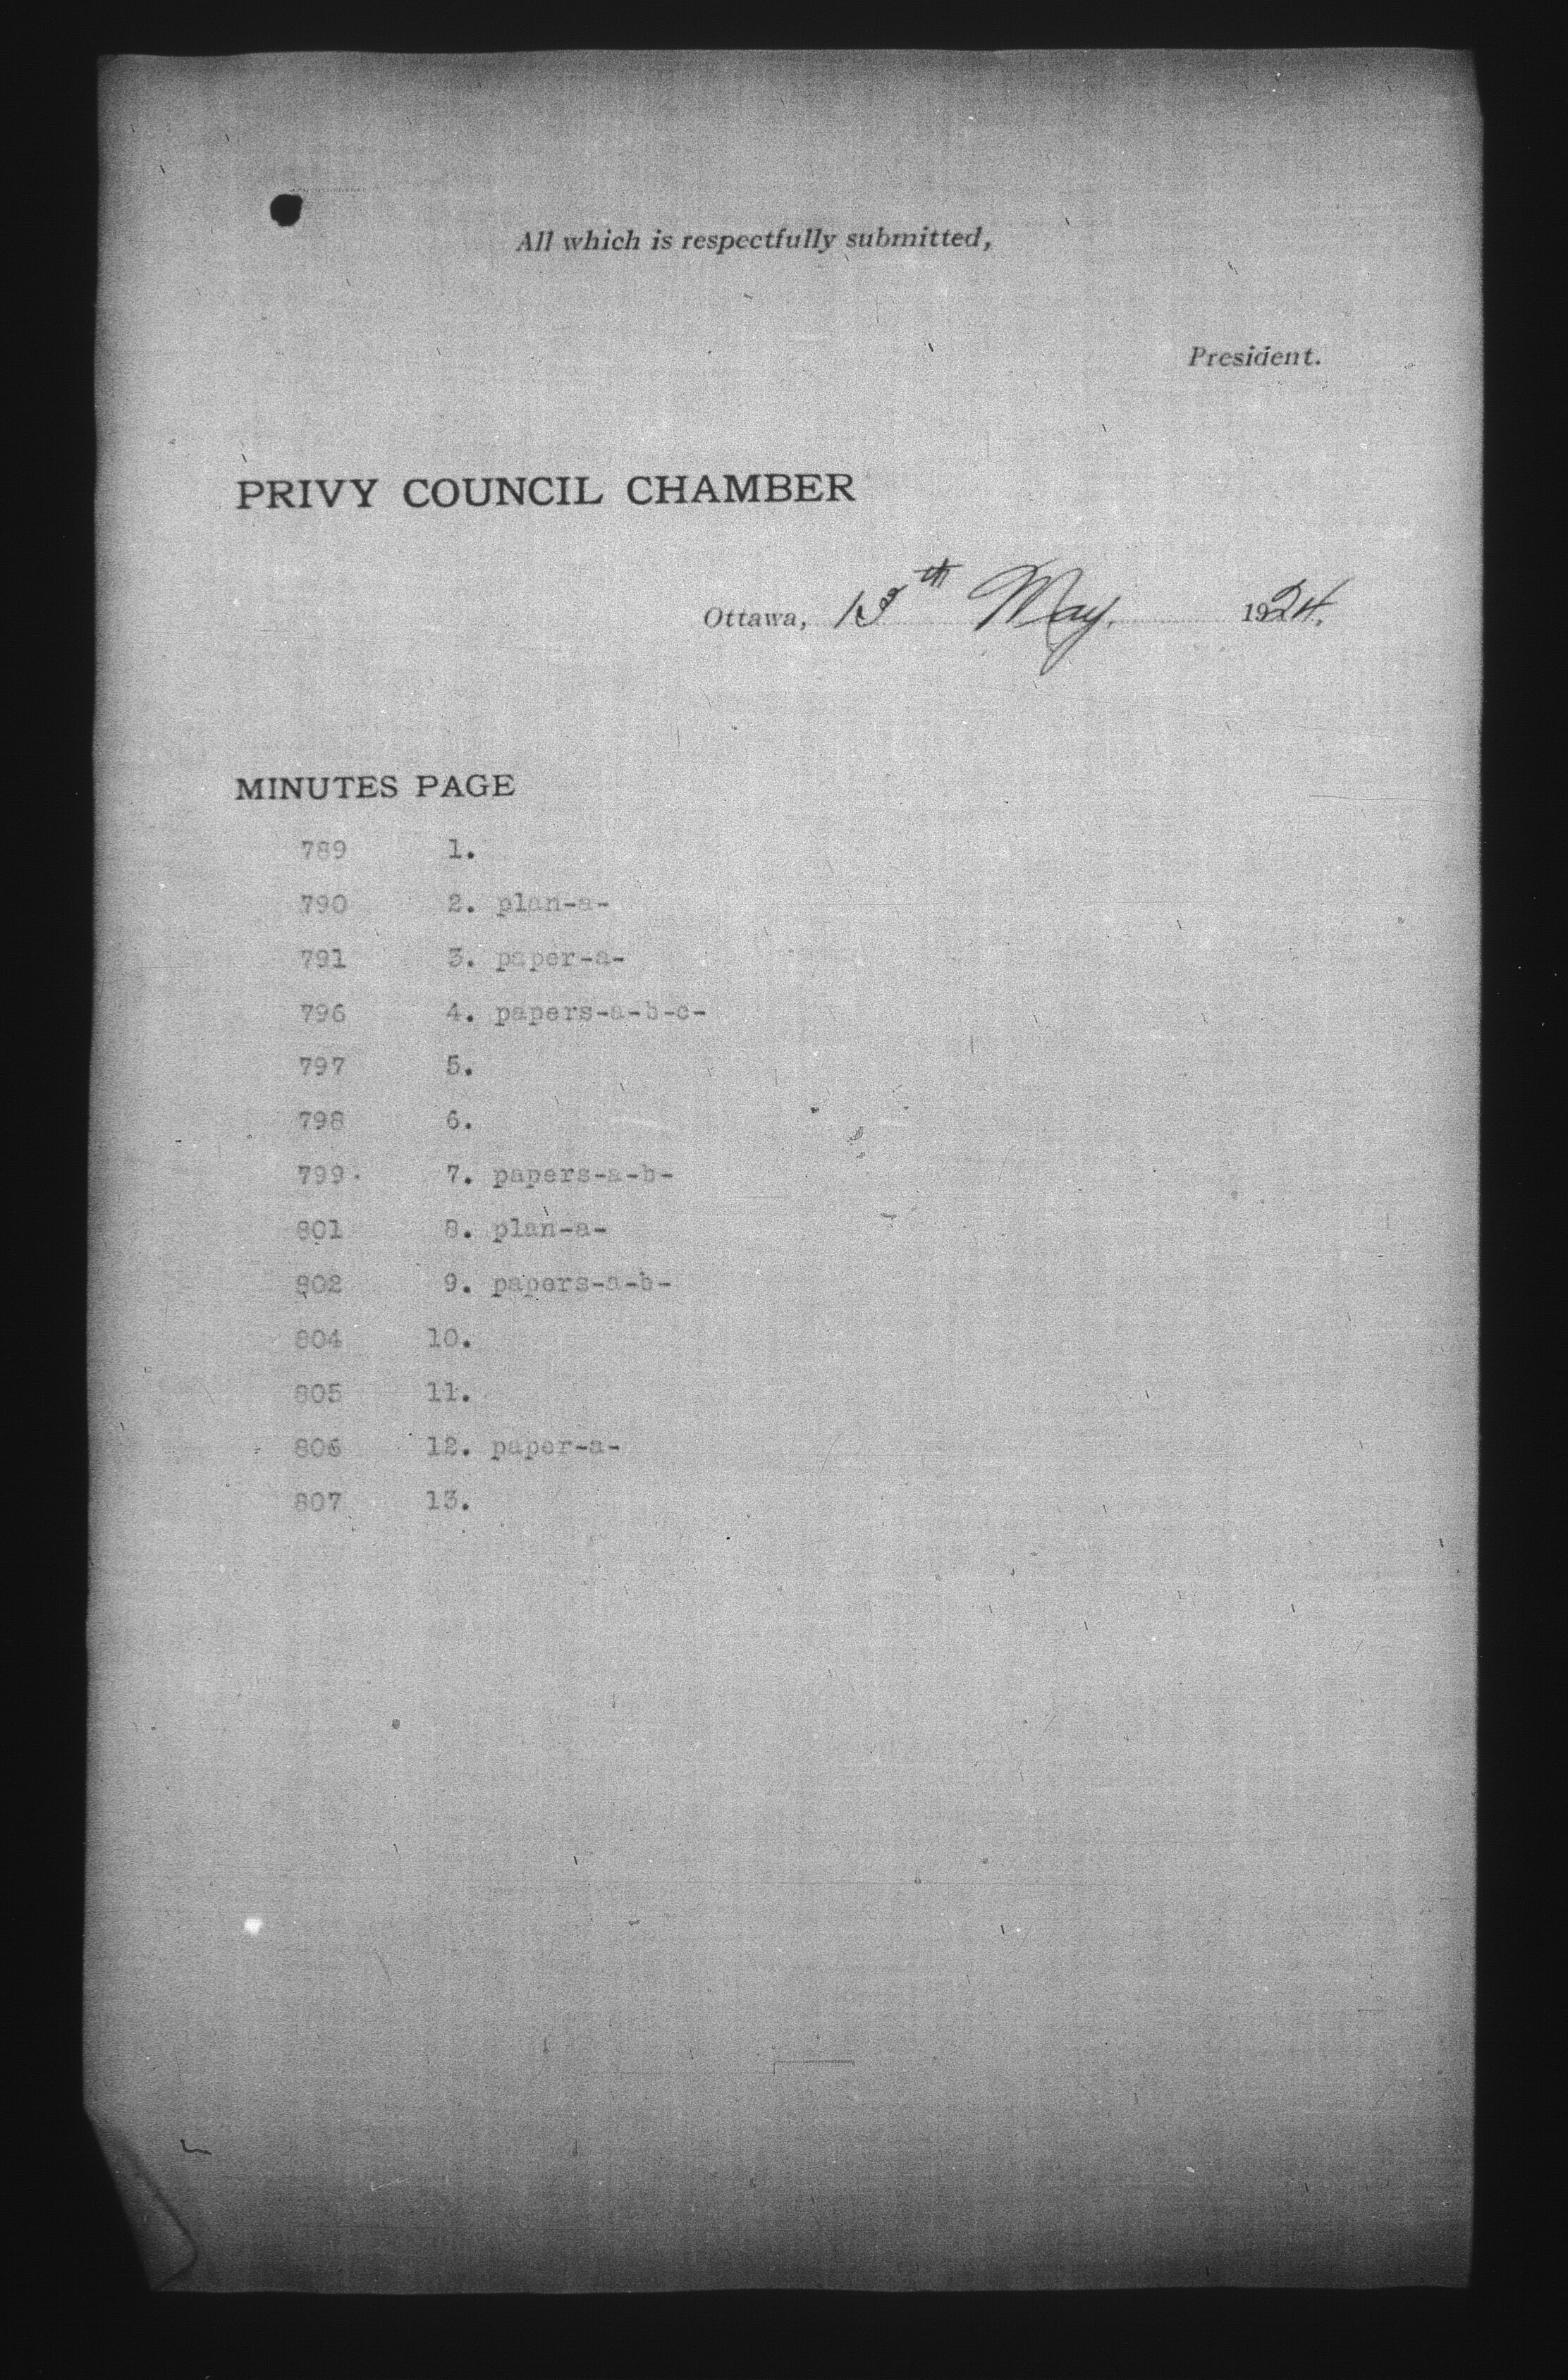 All which is respectfully submitted,
President.
PRIVY COUNCIL CHAMBER
Ottawa, 13th May. 1924.
MINUTES PAGE
789 1.
790 2. plan-a-
791 3. paper-a-
796 4. papers-a-b-c-
797 5.
798 6.
799. 7. papers-a-b-
801 8. plan-a-
802 9. papers-a-b-
804 10.
805 11.
806 12. paper-a-
807 13.